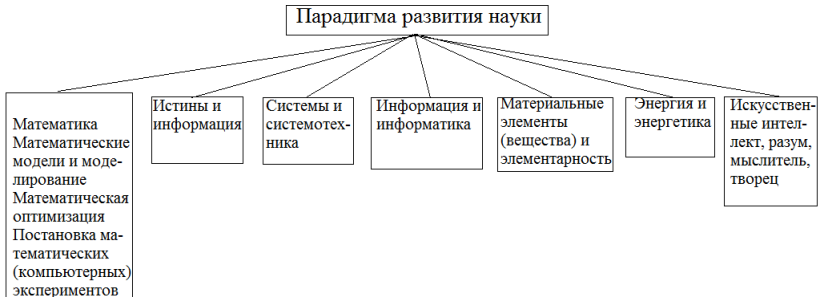 Парадигма развития науки
Математика
Математические
модели и моде-
лирование
Математическая
оптимизация
Постановка ма-
тематических
(компьютерных)
экспериментов
Истины и
информация
Системы и
системотех-
ника
Информация и
информатика
Материальные
элементы
(вещества) и
элементарность
Энергия и
энергетика
Искусствен-
ные интел-
лект, разум,
мыслитель,
творец